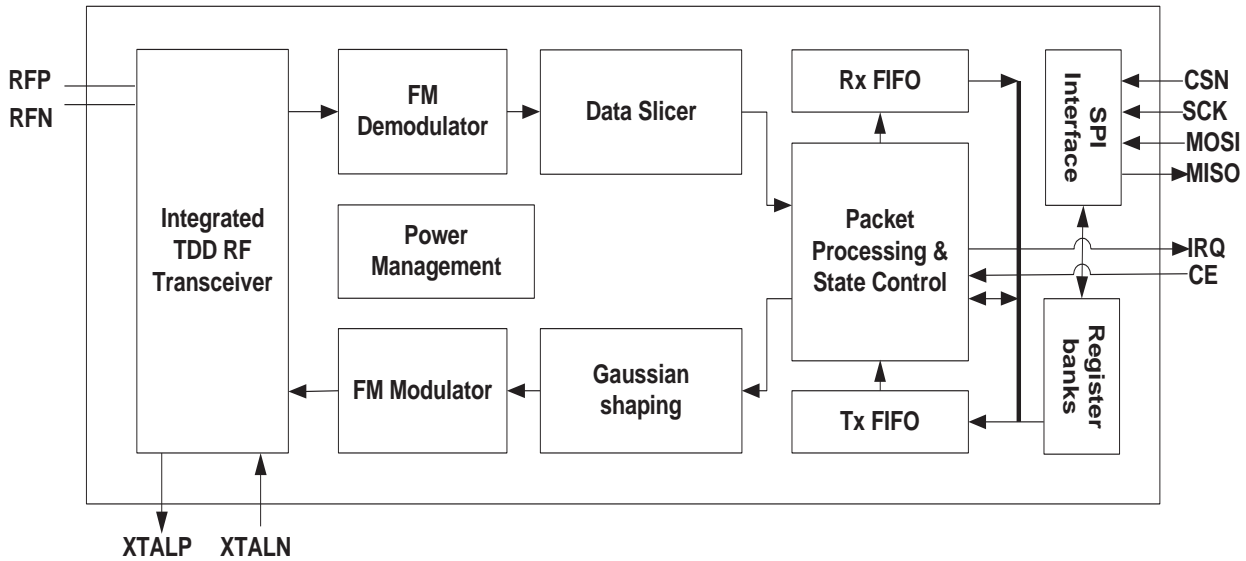 RFP
RFN
Integrated
TDD RF
Transceiver
FM
Demodulator
Data Slicer
Power
Management
FM Modulator
Gaussian
shaping
Rx FIFO
Packet
Processing &
State Control
Tx FIFO
SPI
Interface
Register
banks
CSN
SCK
MOSI
MISO
IRQ
CE
XTALP
XTALN